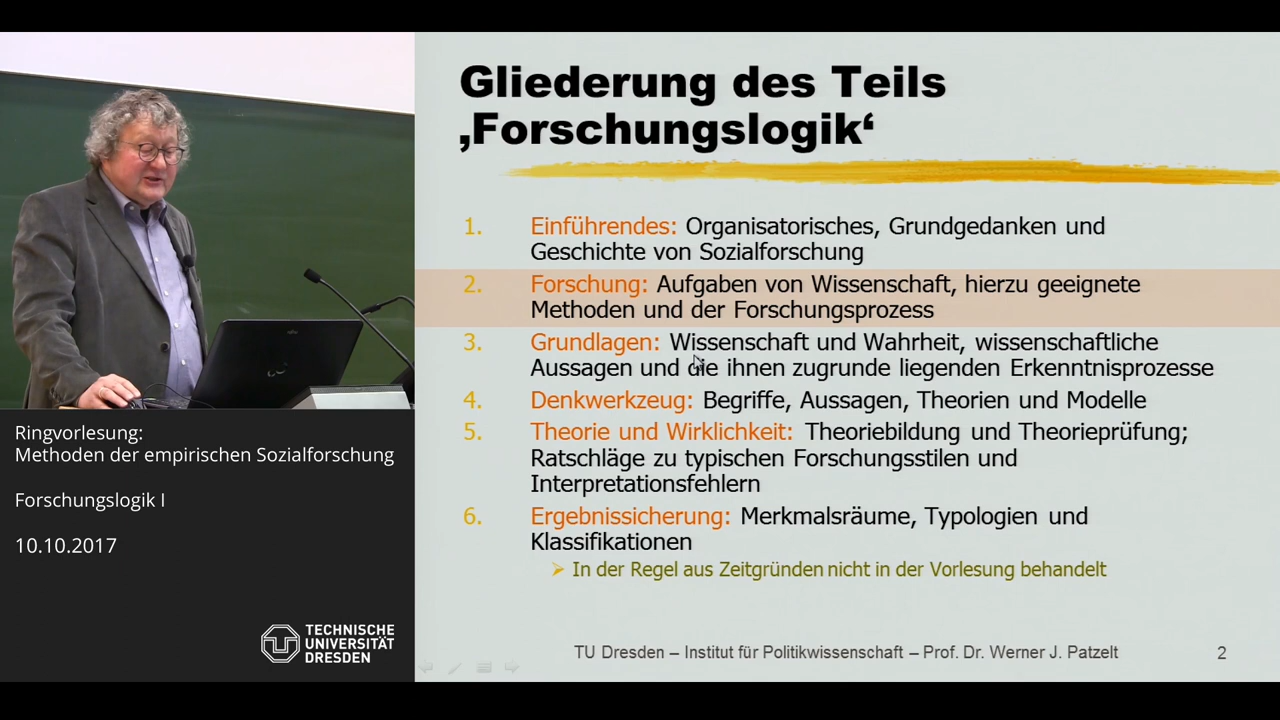 Gliederung des Teils
‚Forschungslogik‘
1. Einführendes: Organisatorisches, Grundgedanken und
Geschichte von Sozialforschung
2. Forschung: Aufgaben von Wissenschaft, hierzu geeignete
Methoden und der Forschungsprozess
3. Grundlagen: Wissenschaft und Wahrheit, wissenschaftliche
Aussagen und die ihnen zugrunde liegenden Erkenntnisprozesse
4. Denkwerkzeug: Begriffe, Aussagen, Theorien und Modelle
5. Theorie und Wirklichkeit: Theoriebildung und Theorieprüfung;
Ratschläge zu typischen Forschungsstilen und
Interpretationsfehlern
6. Ergebnissicherung: Merkmalsräume, Typologien und
Klassifikationen
In der Regel aus Zeitgründen nicht in der Vorlesung behandelt
TU Dresden – Institut für Politikwissenschaft – Prof. Dr. Werner J. Patzelt 2
Ringvorlesung:
Methoden der empirischen Sozialforschung
Forschungslogik I
10.10.2017
TECHNISCHE
UNIVERSITÄT
DRESDEN